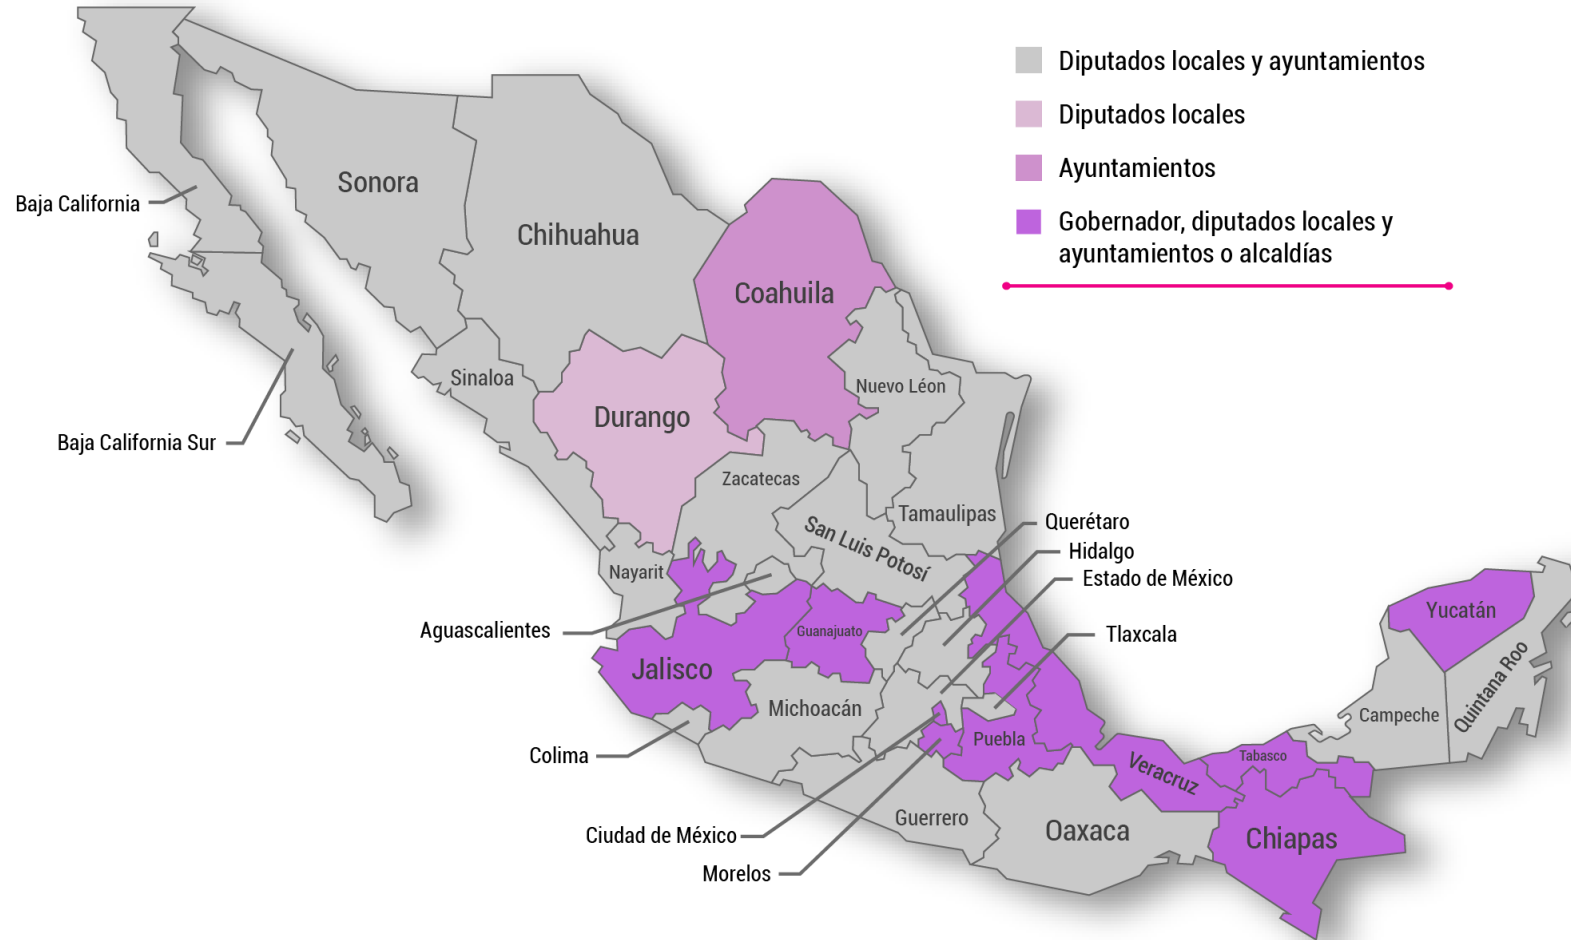 Diputados locales y ayuntamientos
Diputados locales
Ayuntamientos
Gobernador, diputados locales y
ayuntamientos o alcaldías
Sonora
Baja California
Chihuahua
Coahuila
Sinaloa
Nuevo Léon
Durango
Baja California Sur
Zacatecas
Tamaulipas
San Luis Potosí
Querétaro
Hidalgo
Nayarit
Estado de México
Yucatán
Aguascalientes
Guanajuato
Tlaxcala
Jalisco
Quintana Roo
Michoacán
Campeche
Puebla
Colima
Veracruz
Tabasco
Guerrero
Oaxaca
Ciudad de México
Chiapas
Morelos